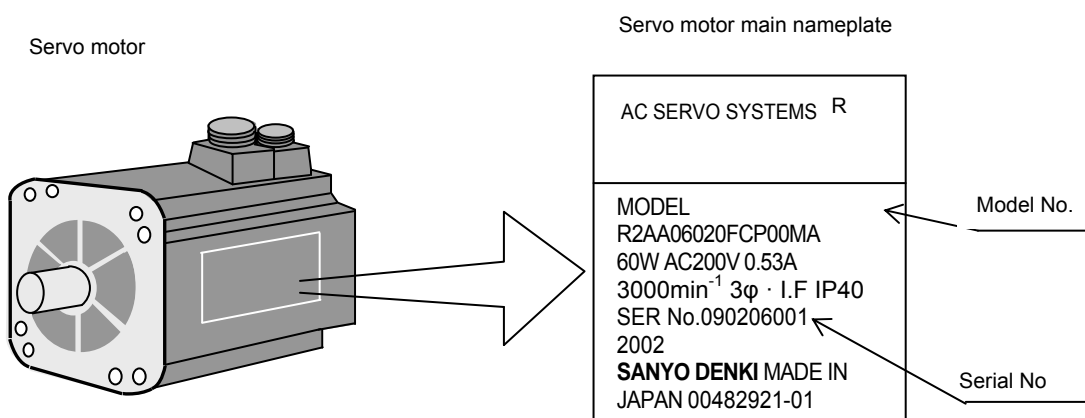 Servo motor
Servo motor main nameplate
AC SERVO SYSTEMS R
MODEL
R2AA06020FCP00MA
60W AC200V 0.53A
3000min⁻¹ 3φ · I.F IP40
SER No.090206001
2002
SANYO DENKI MADE IN
JAPAN 00482921-01
Model No.
Serial No